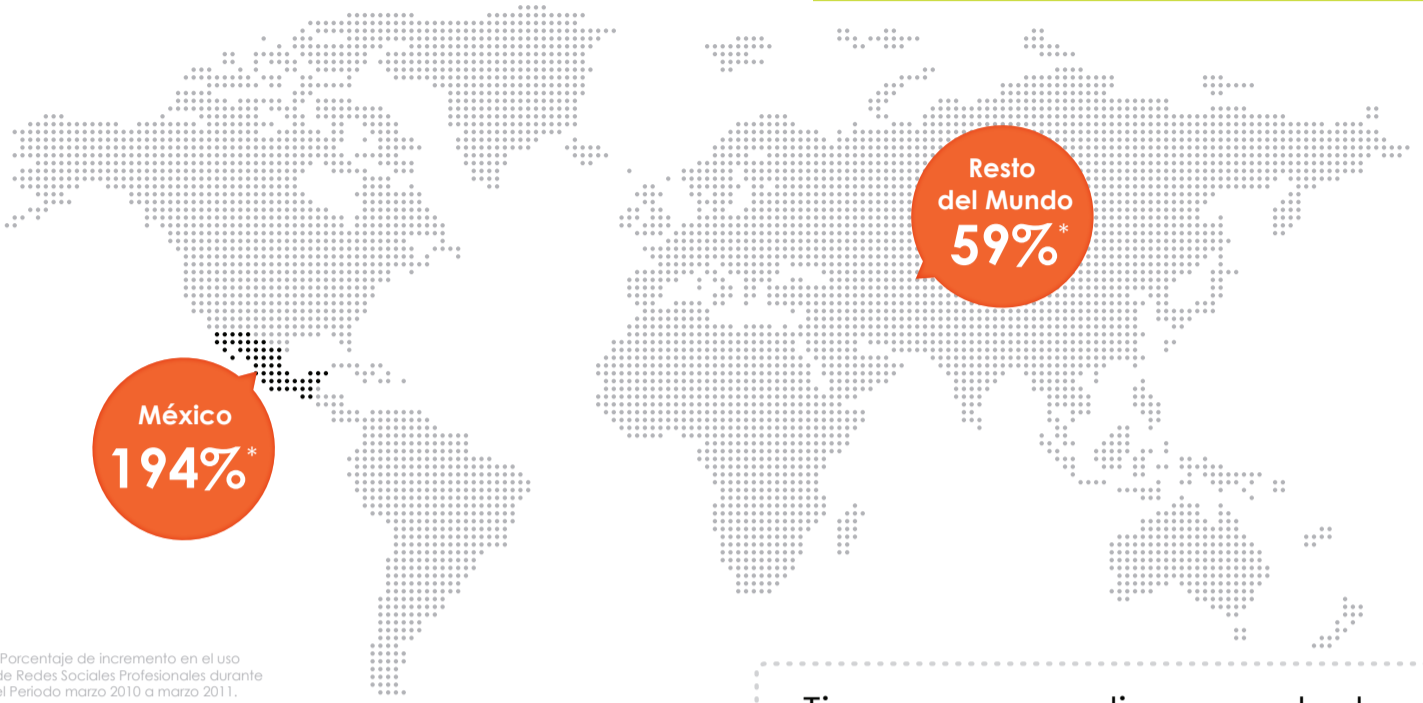 Resto
del Mundo
59%*
México
194%*
Porcentaje de incremento en el uso
de Redes Sociales Profesionales durante
el Periodo marzo 2010 a marzo 2011.